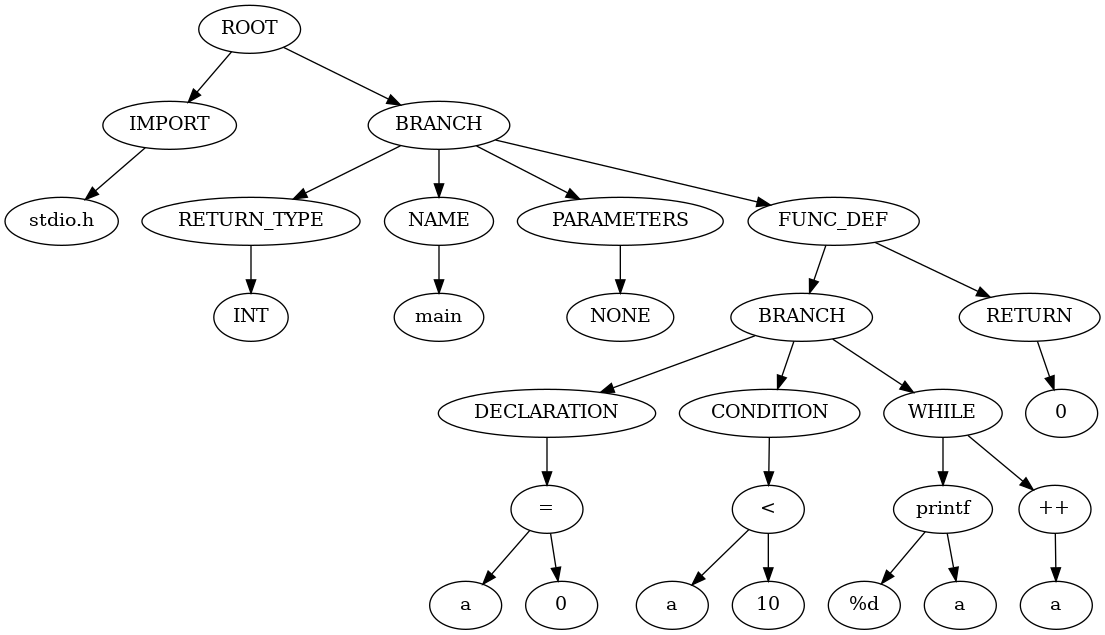 ROOT
IMPORT
BRANCH
stdio.h
RETURN_TYPE
NAME
PARAMETERS
FUNC_DEF
INT
main
NONE
BRANCH
RETURN
DECLARATION
CONDITION
WHILE
0
=
<
printf
++
a
0
a
10
%d
a
a